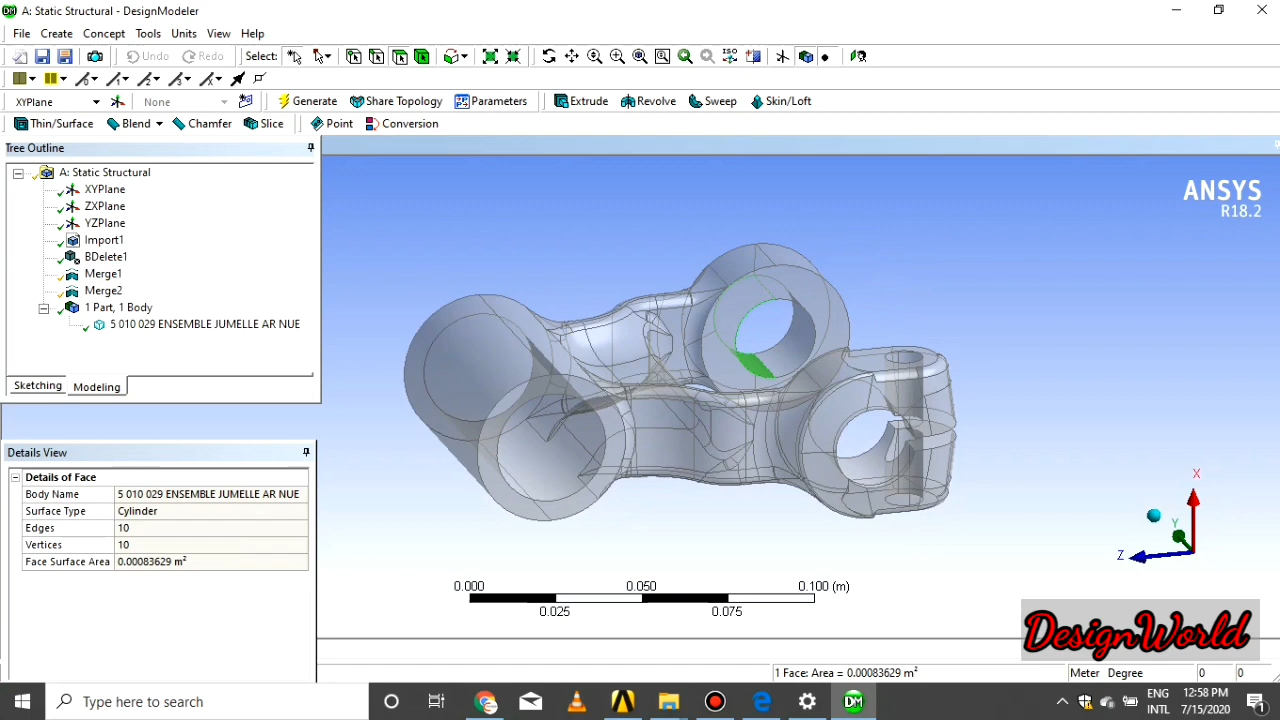 A: Static Structural - DesignModeler
File Create Concept Tools Units View Help
Undo Redo Select: ISO
XYPlane None Generate Share Topology Parameters Extrude Revolve Sweep Skin/Loft
Thin/Surface Blend Chamfer Slice Point Conversion
Tree Outline
A: Static Structural
XYPlane
ZXPlane
YZPlane
Import1
BDelete1
Merge1
Merge2
1 Part, 1 Body
5 010 029 ENSEMBLE JUMELLE AR NUE
Sketching Modeling
Details View
Details of Face
Body Name 5 010 029 ENSEMBLE JUMELLE AR NUE
Surface Type Cylinder
Edges 10
Vertices 10
Face Surface Area 0.00083629 m²
ANSYS
R18.2
X
Y
Z
0.000 0.050 0.100 (m)
0.025 0.075
DesignWorld
1 Face: Area = 0.00083629 m² Meter Degree 0 0
Type here to search
DM
ENG
INTL
12:58 PM
7/15/2020